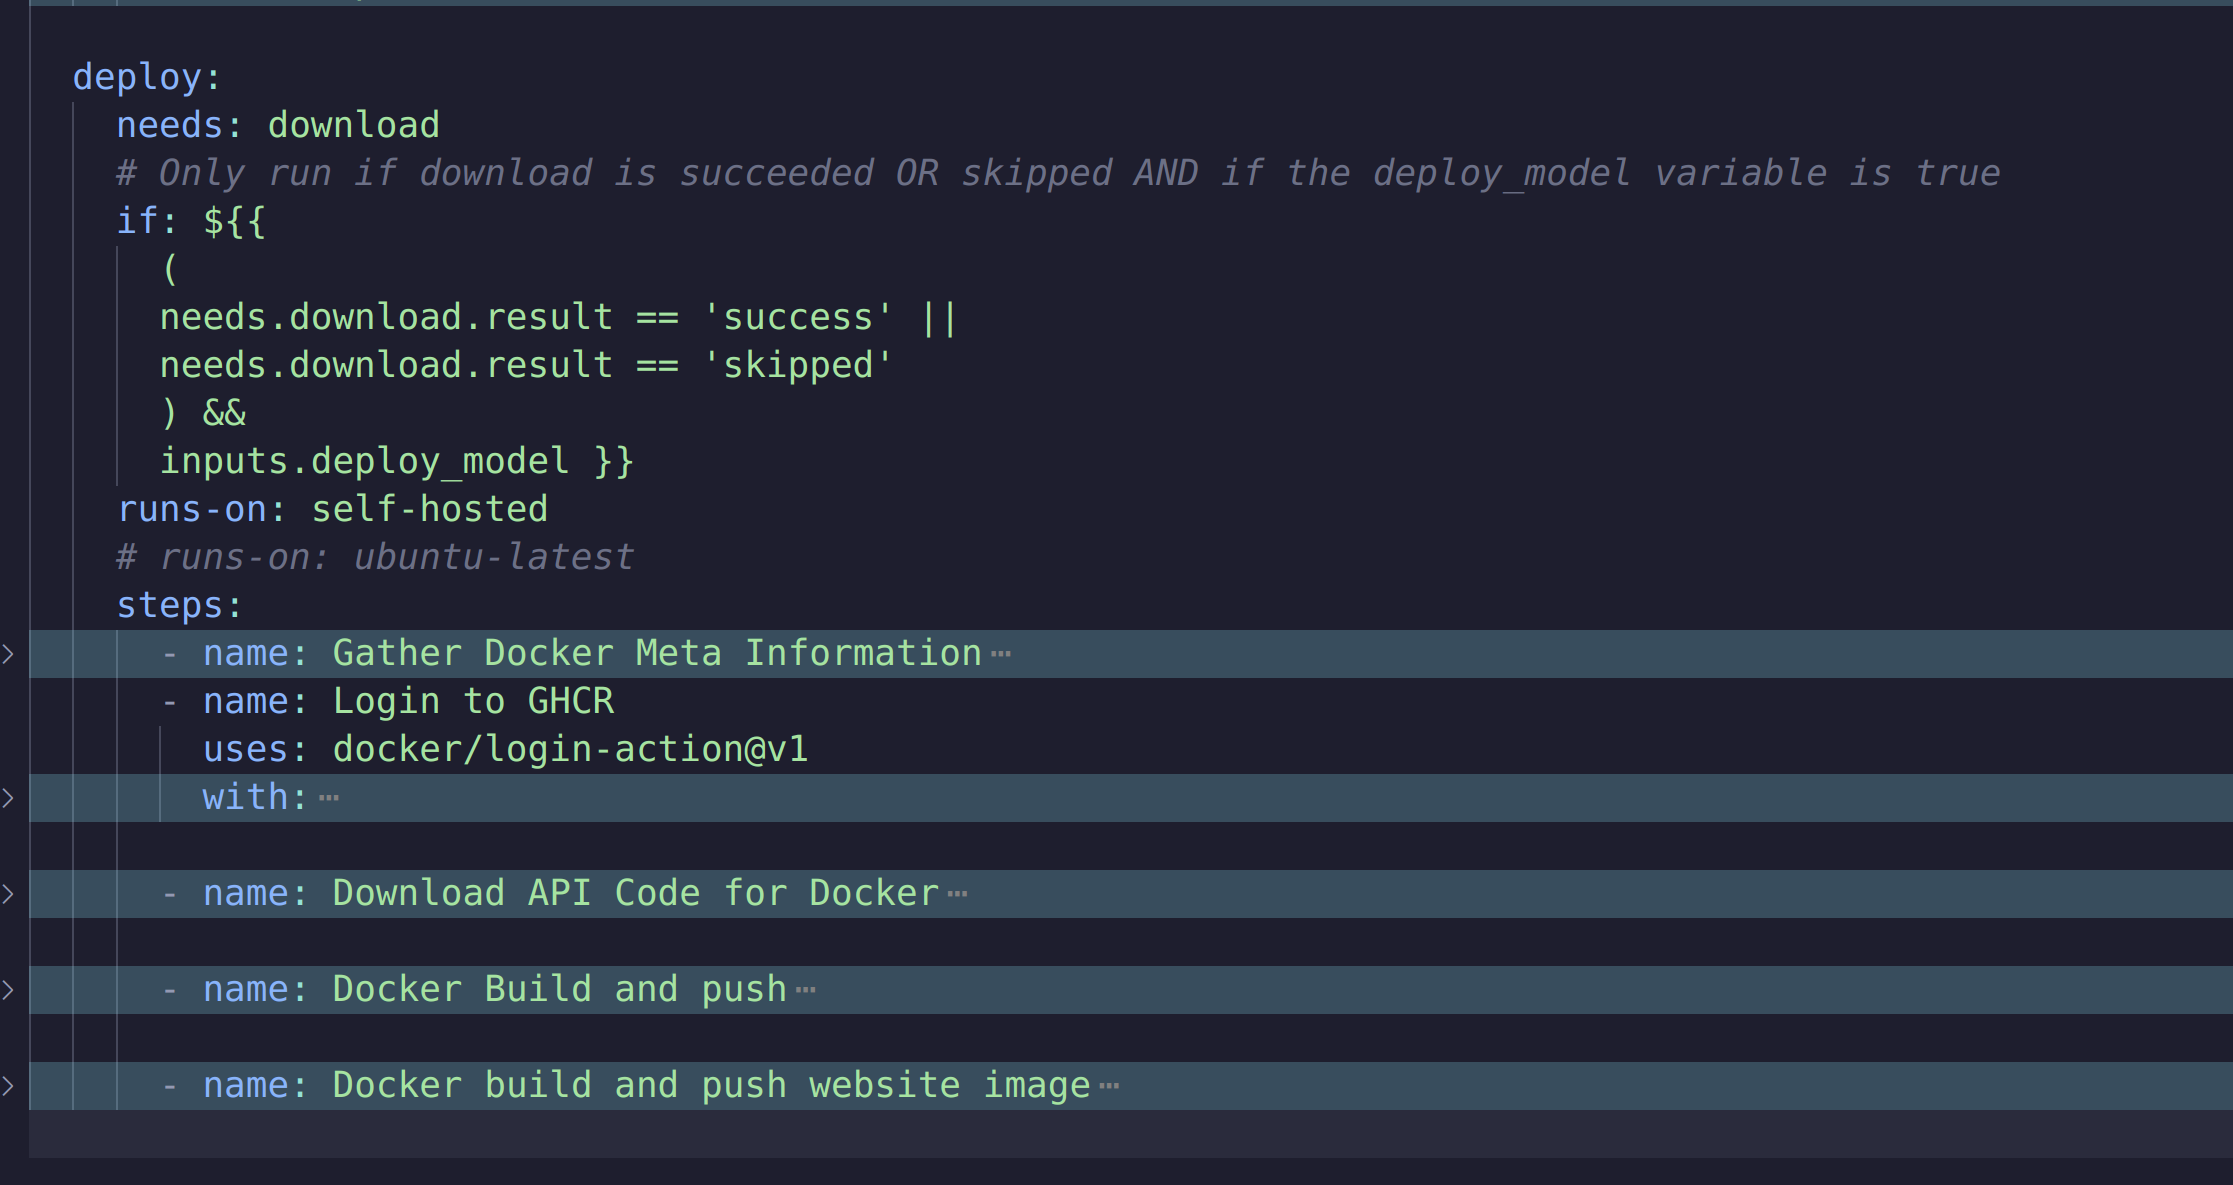 deploy:
needs: download
# Only run if download is succeeded OR skipped AND if the deploy_model variable is true
if: ${{
(
needs.download.result == 'success' ||
needs.download.result == 'skipped'
) &&
inputs.deploy_model }}
runs-on: self-hosted
# runs-on: ubuntu-latest
steps:
- name: Gather Docker Meta Information⋯
- name: Login to GHCR
uses: docker/login-action@v1
with:⋯
- name: Download API Code for Docker⋯
- name: Docker Build and push⋯
- name: Docker build and push website image⋯